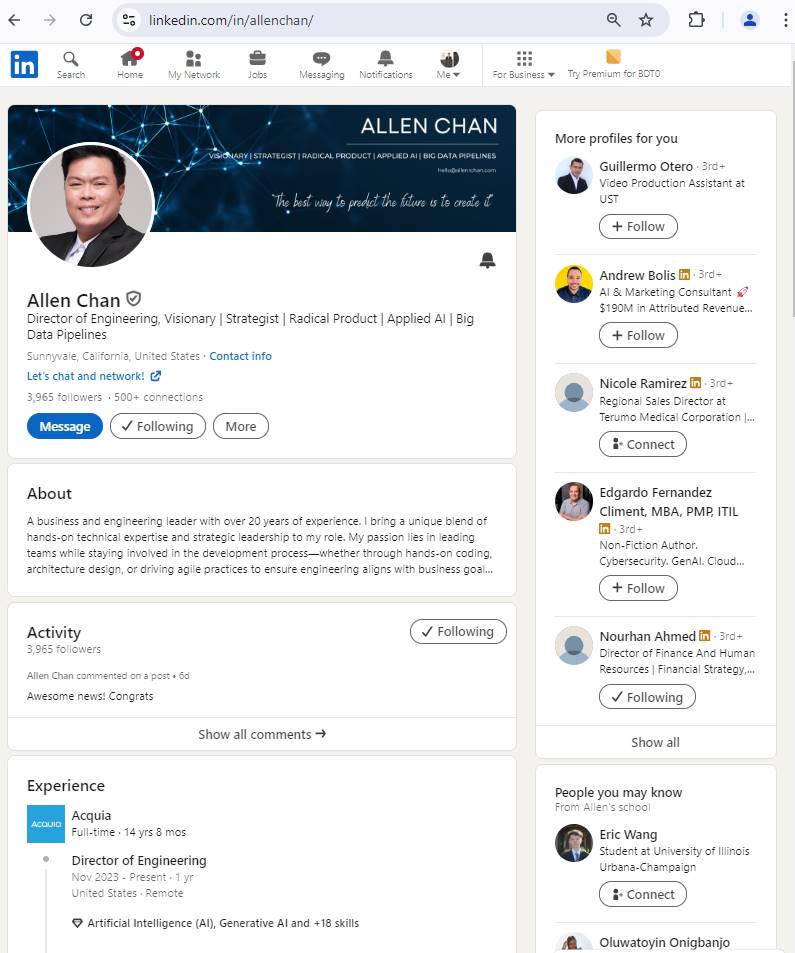 linkedin.com/in/allenchan/
in
Search
Home
My Network
Jobs
Messaging
Notifications
Me
For Business
Try Premium for BDT0
ALLEN CHAN
VISIONARY | STRATEGIST | RADICAL PRODUCT | APPLIED AI | BIG DATA PIPELINES
hello@allenrchan.com
"The best way to predict the future is to create it"
Allen Chan
Director of Engineering, Visionary | Strategist | Radical Product | Applied AI | Big
Data Pipelines
Sunnyvale, California, United States · Contact info
Let's chat and network!
3,965 followers · 500+ connections
Message
Following
More
About
A business and engineering leader with over 20 years of experience. I bring a unique blend of
hands-on technical expertise and strategic leadership to my role. My passion lies in leading
teams while staying involved in the development process—whether through hands-on coding,
architecture design, or driving agile practices to ensure engineering aligns with business goal...
Activity
Following
3,965 followers
Allen Chan commented on a post • 6d
Awesome news! Congrats
Show all comments
Experience
Acquia
Acquia
Full-time · 14 yrs 8 mos
Director of Engineering
Nov 2023 - Present · 1 yr
United States · Remote
Artificial Intelligence (AI), Generative AI and +18 skills
More profiles for you
Guillermo Otero · 3rd+
Video Production Assistant at
UST
Follow
Andrew Bolis in · 3rd+
AI & Marketing Consultant 🚀
$190M in Attributed Revenue...
Follow
Nicole Ramirez in · 3rd+
Regional Sales Director at
Terumo Medical Corporation |...
Connect
Edgardo Fernandez
Climent, MBA, PMP, ITIL
in · 3rd+
Non-Fiction Author.
Cybersecurity. GenAI. Cloud...
Follow
Nourhan Ahmed in · 3rd+
Director of Finance And Human
Resources | Financial Strategy,...
Following
Show all
People you may know
From Allen's school
Eric Wang
Student at University of Illinois
Urbana-Champaign
Connect
Oluwatoyin Onigbanjo